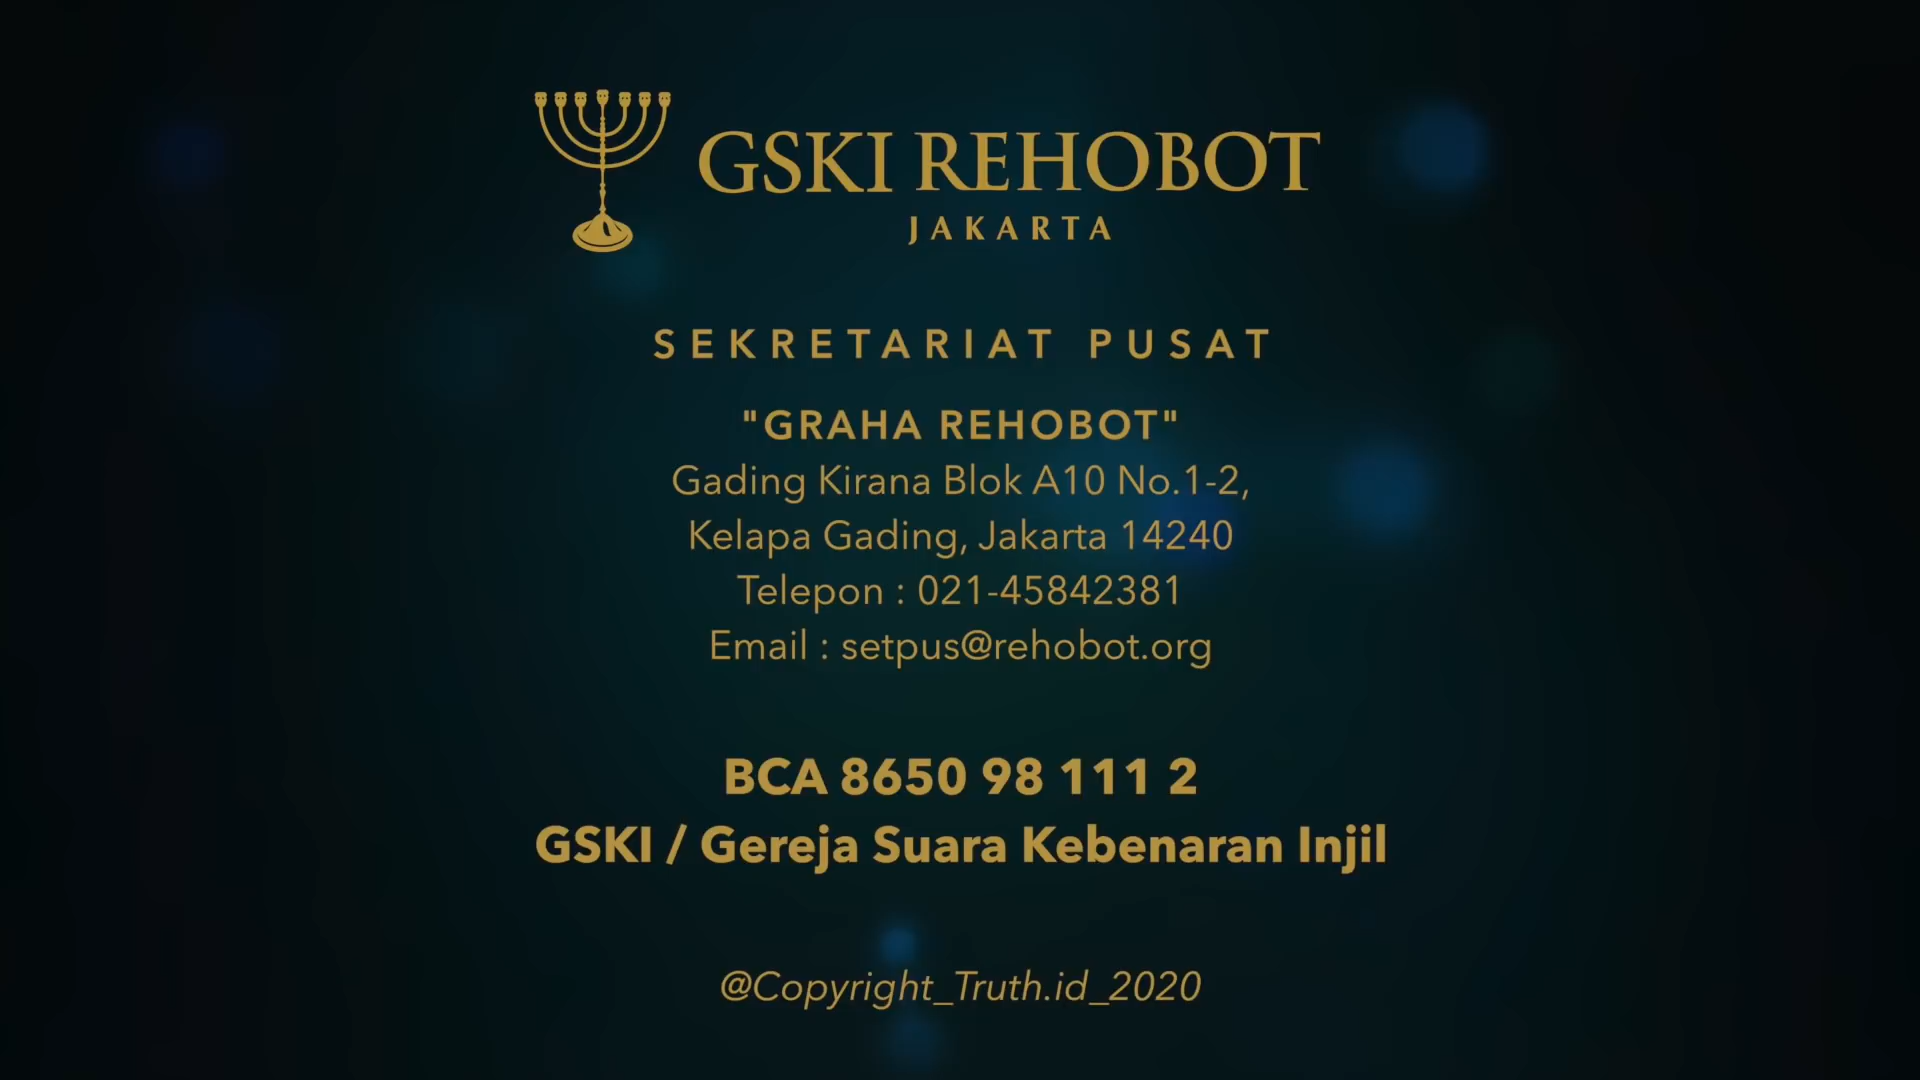 GSKI REHOBOT
JAKARTA
SEKRETARIAT PUSAT
"GRAHA REHOBOT"
Gading Kirana Blok A10 No.1-2,
Kelapa Gading, Jakarta 14240
Telepon : 021-45842381
Email : setpus@rehobot.org
BCA 8650 98 111 2
GSKI / Gereja Suara Kebenaran Injil
@Copyright_Truth.id_2020